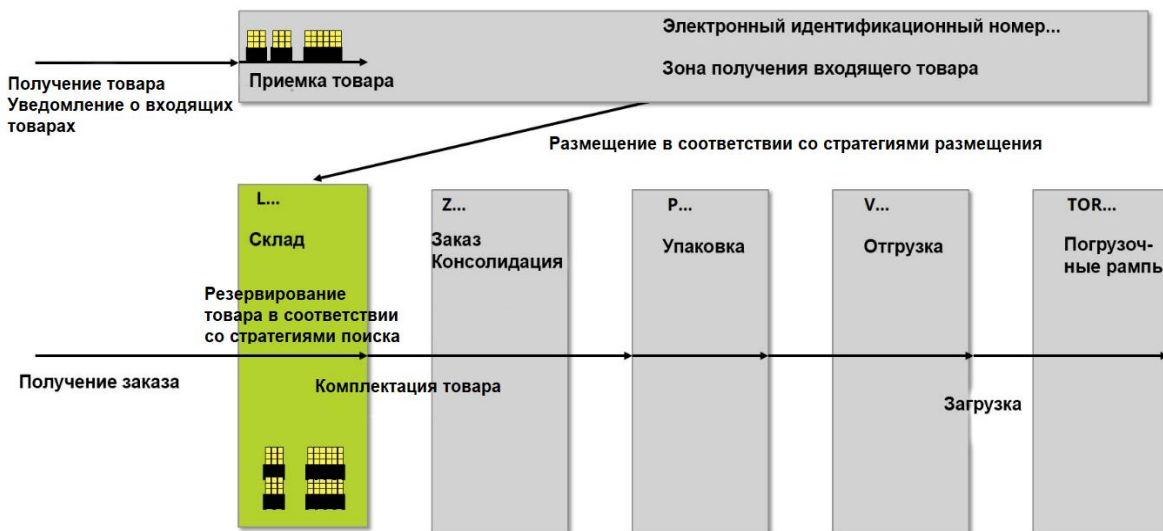 Электронный идентификационный номер...
Зона получения входящего товара
Приемка товара
Получение товара
Уведомление о входящих
товарах
Размещение в соответствии со стратегиями размещения
L...
Склад
Z...
Заказ
Консолидация
P...
Упаковка
V...
Отгрузка
TOR...
Погрузоч-
ные рампы
Резервирование
товара в соответствии
со стратегиями поиска
Получение заказа
Комплектация товара
Загрузка